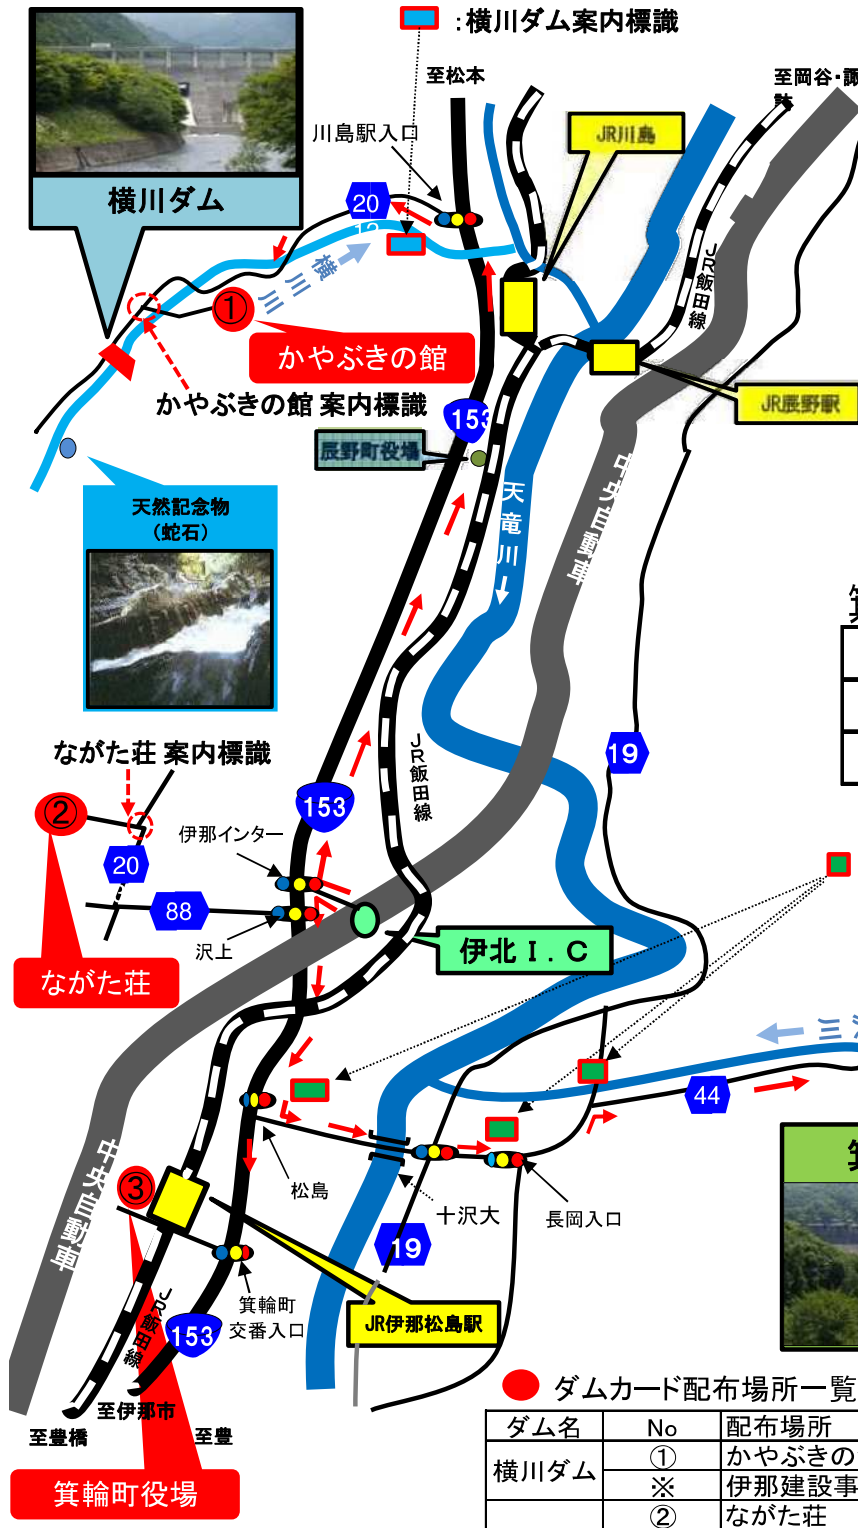 ：横川ダム案内標識
至松本
至岡谷・諏
川島駅入口
JR川島
横川ダム
20
横川
JR飯田線
①
かやぶきの館
かやぶきの館 案内標識
JR辰野駅
153
辰野町役場
天竜川
中央自動車
天然記念物
（蛇石）
ながた荘 案内標識
JR飯田線
19
②
153
伊那インター
20
88
沢上
伊北 I．C
ながた荘
三
44
松島
十沢大
長岡入口
③
中央自動車
19
箕輪町
交番入口
JR伊那松島駅
153
JR飯田線
至伊那市
至豊橋
至豊
箕輪町役場
ダムカード配布場所一覧
ダム名 No 配布場所
横川ダム ① かやぶきの
※ 伊那建設事
② ながた荘